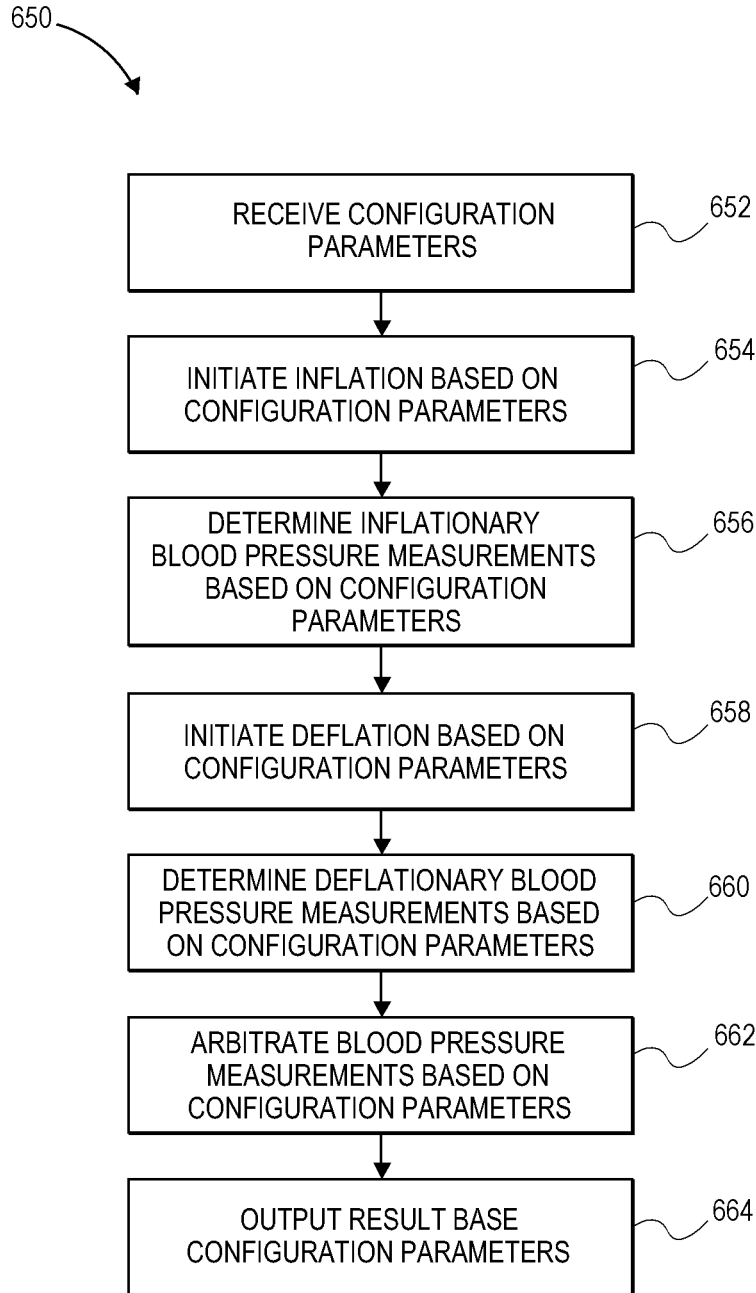 650
RECEIVE CONFIGURATION
PARAMETERS
652
INITIATE INFLATION BASED ON
CONFIGURATION PARAMETERS
654
DETERMINE INFLATIONARY
BLOOD PRESSURE MEASUREMENTS
BASED ON CONFIGURATION
PARAMETERS
656
INITIATE DEFLATION BASED ON
CONFIGURATION PARAMETERS
658
DETERMINE DEFLATIONARY BLOOD
PRESSURE MEASUREMENTS BASED
ON CONFIGURATION PARAMETERS
660
ARBITRATE BLOOD PRESSURE
MEASUREMENTS BASED ON
CONFIGURATION PARAMETERS
662
OUTPUT RESULT BASE
CONFIGURATION PARAMETERS
664